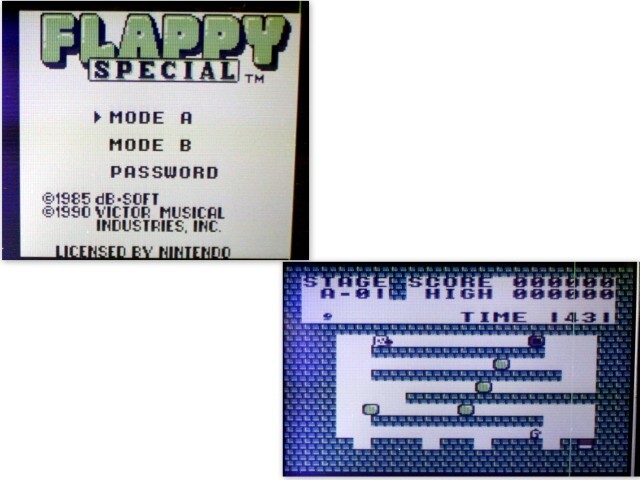 FLAPPY
SPECIAL TM
MODE A
MODE B
PASSWORD
©1985 dB-SOFT
©1990 VICTOR MUSICAL
INDUSTRIES, INC.
LICENSED BY NINTENDO
STAGE SCORE 000000
A-01 HIGH 000000
TIME 1431